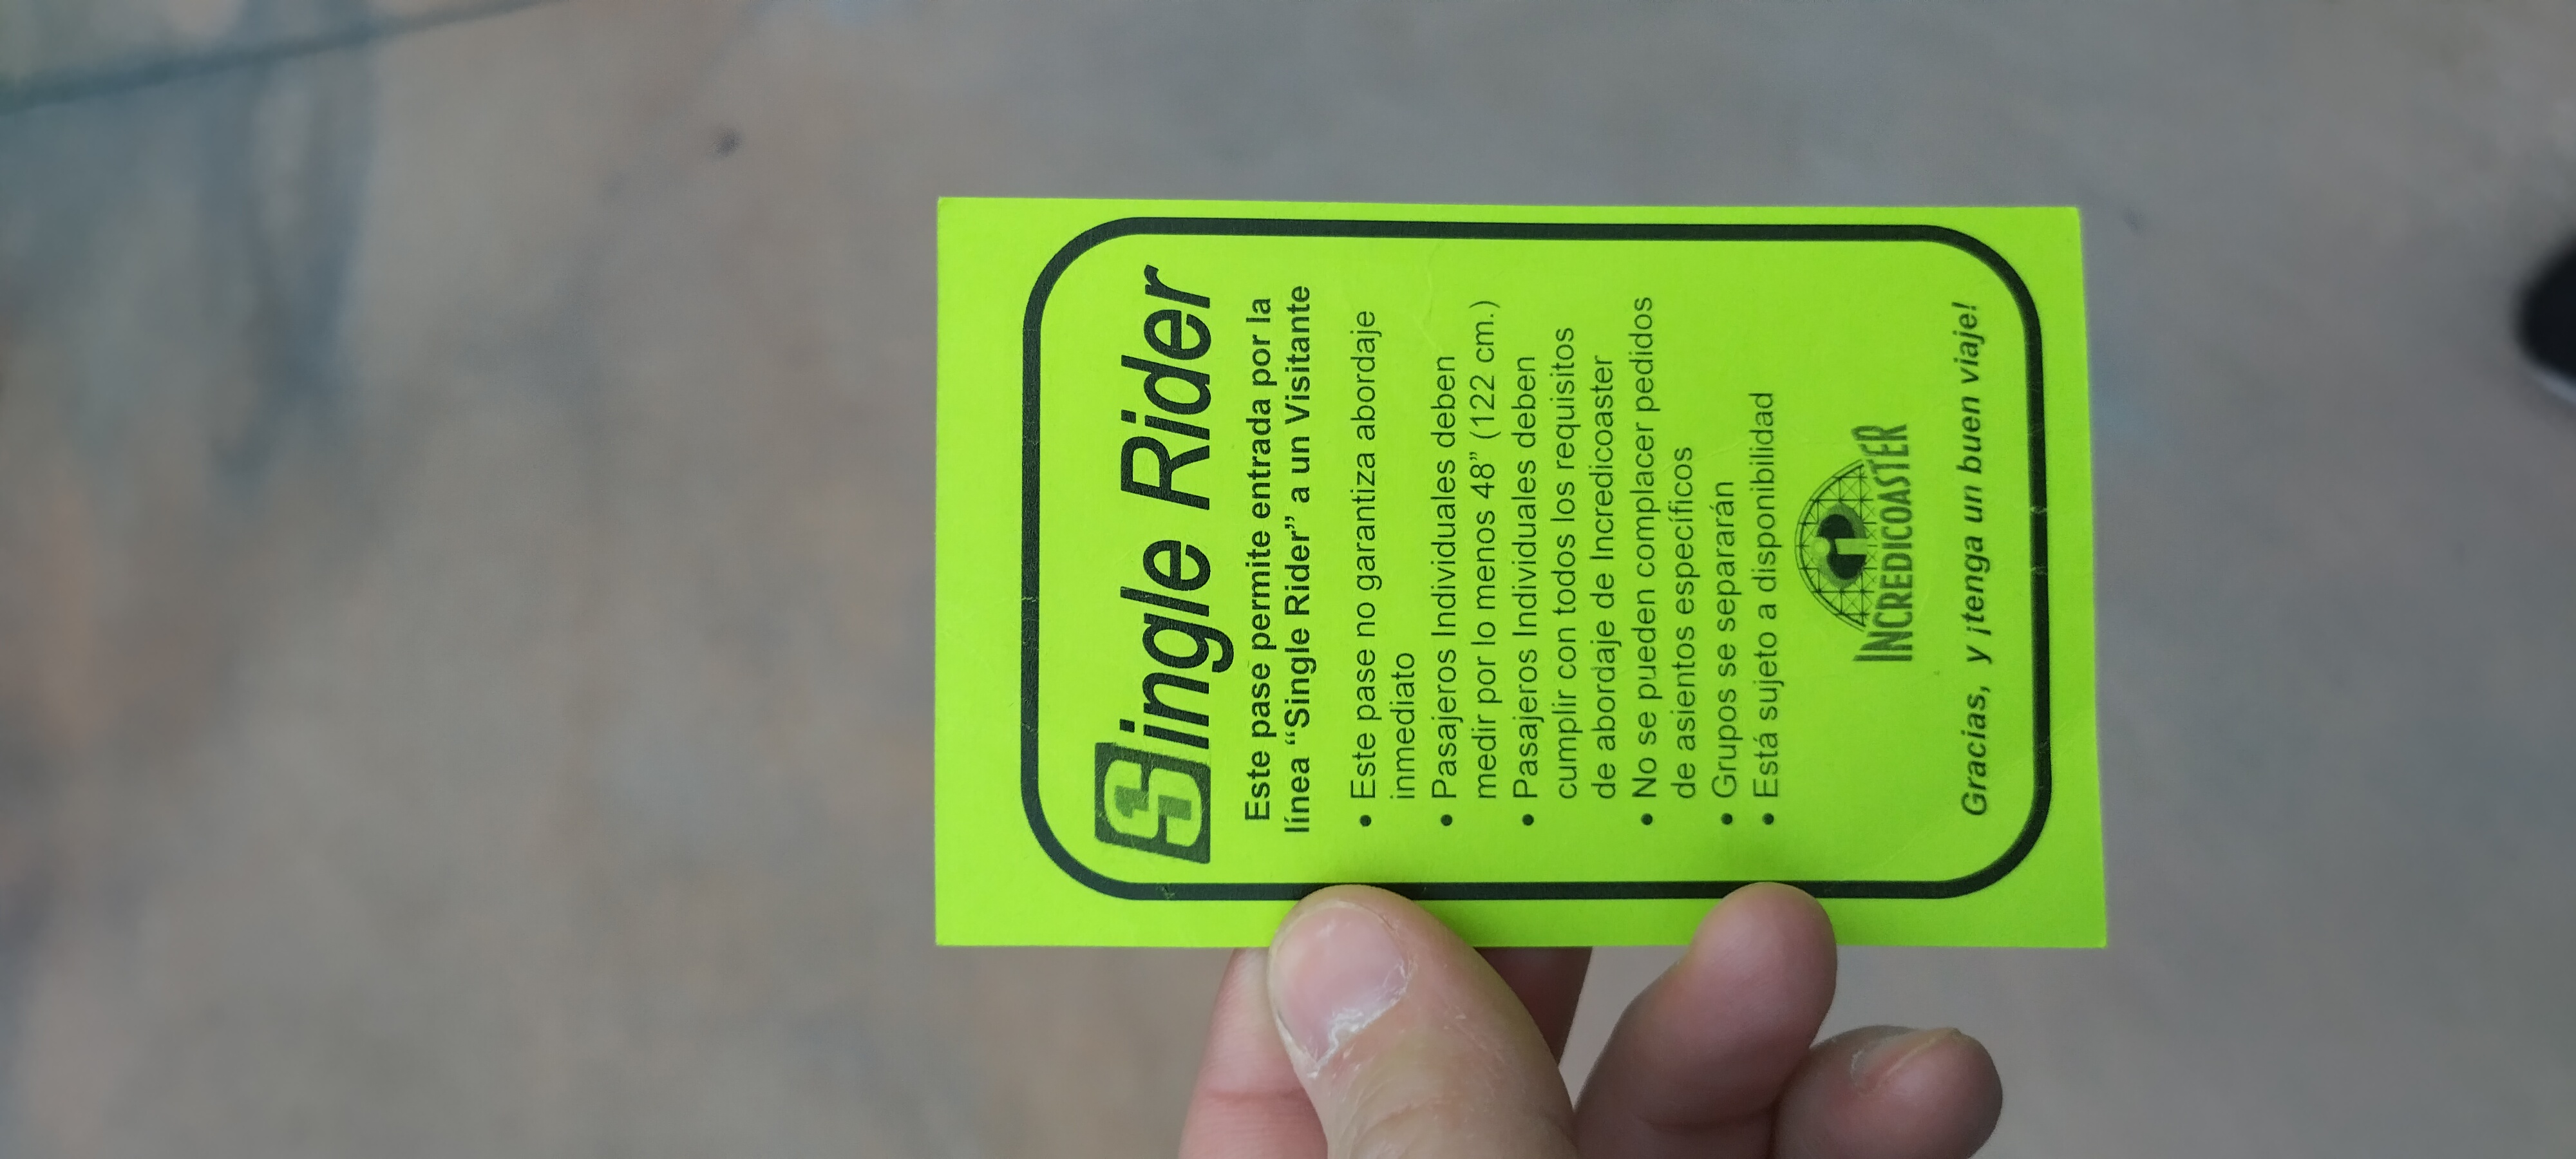 Single Rider
Este pase permite entrada por la
línea “Single Rider” a un Visitante
• Este pase no garantiza abordaje
inmediato
• Pasajeros Individuales deben
medir por lo menos 48” (122 cm.)
• Pasajeros Individuales deben
cumplir con todos los requisitos
de abordaje de Incredicoaster
• No se pueden complacer pedidos
de asientos específicos
• Grupos se separarán
• Está sujeto a disponibilidad
INCREDICOASTER
Gracias, y ¡tenga un buen viaje!